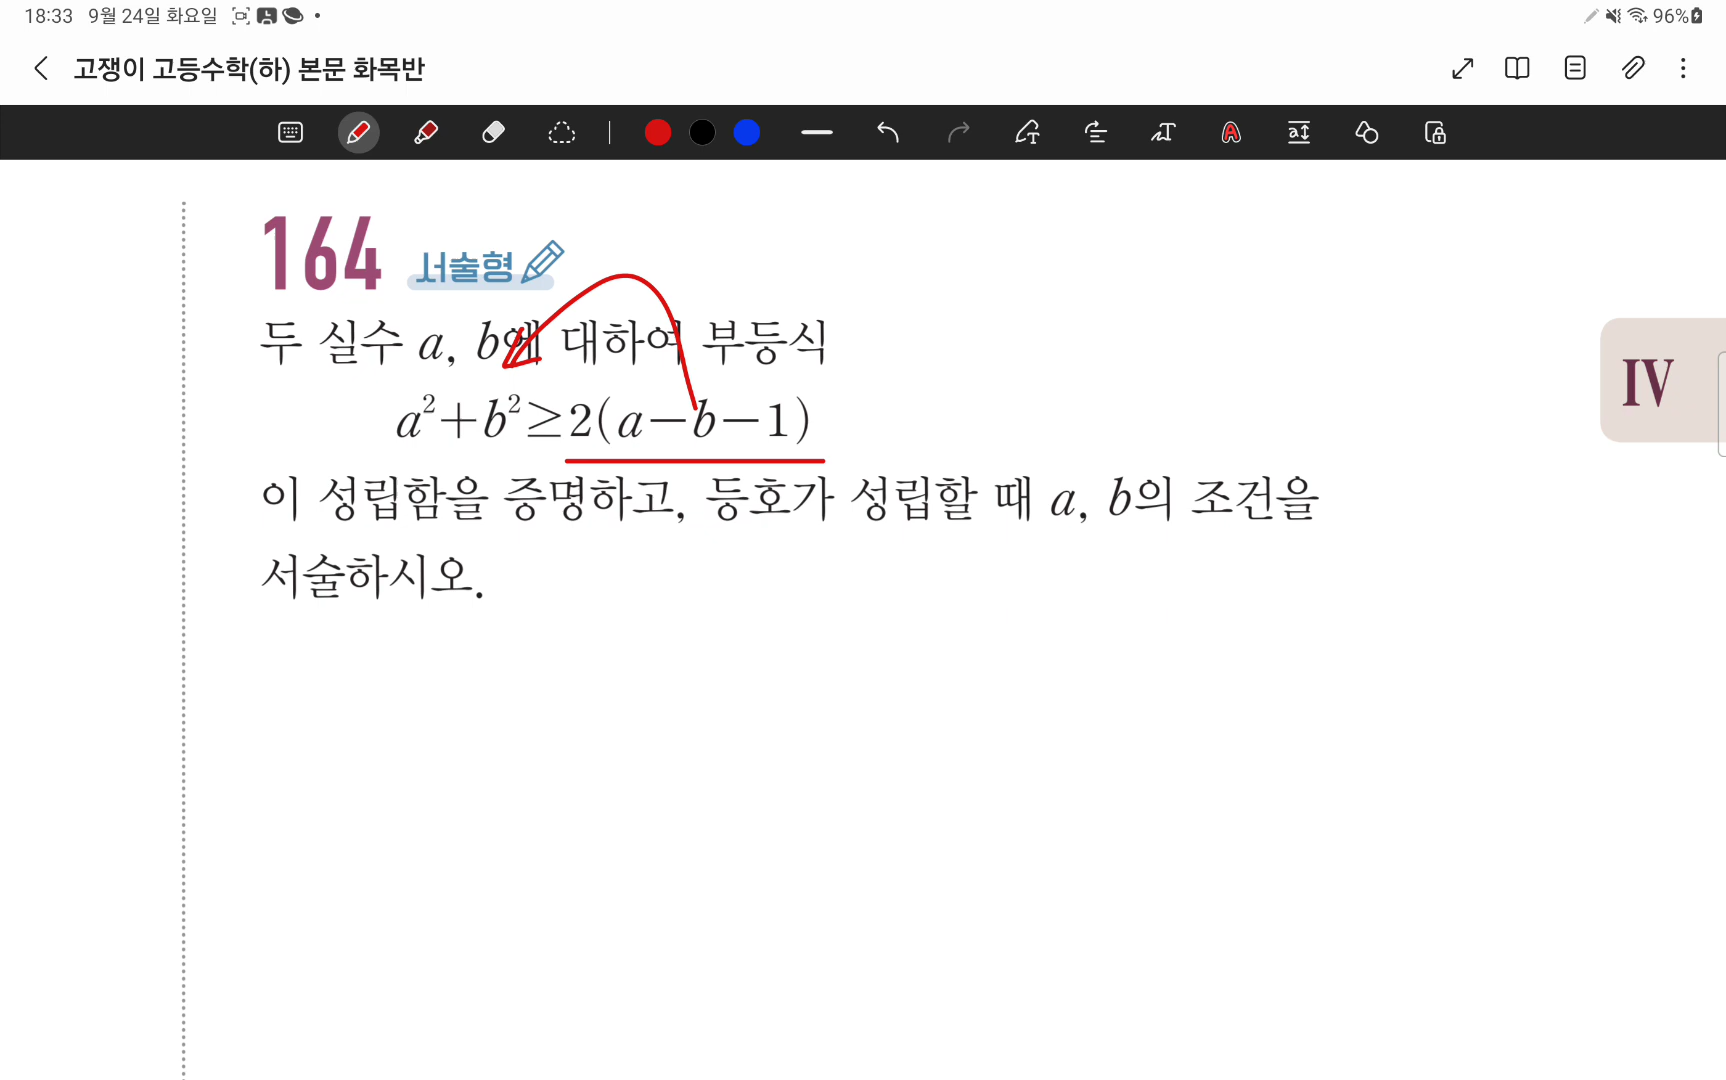 18:33 9월 24일 화요일 96%
고쟁이 고등수학(하) 본문 화목반
164 서술형
두 실수 a, b에 대하여 부등식
a²+b²≥2(a−b−1)
이 성립함을 증명하고, 등호가 성립할 때 a, b의 조건을
서술하시오.
IV